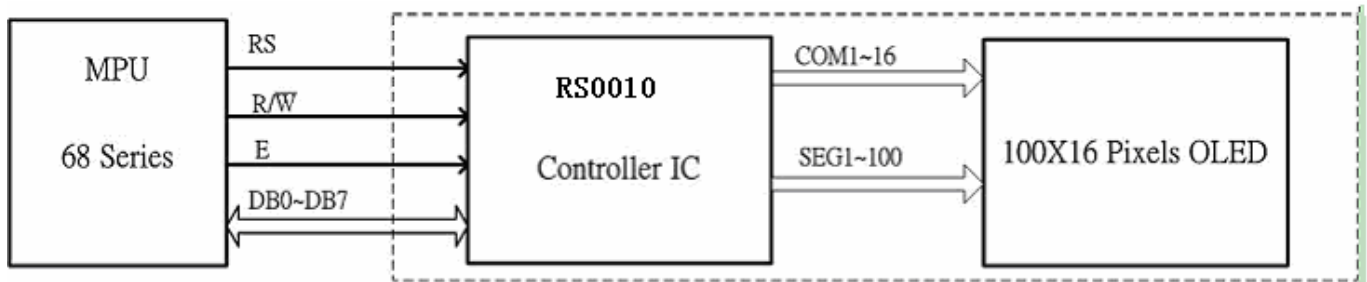 MPU
68 Series
RS
R/W̅
E
DB0~DB7
RS0010
Controller IC
COM1~16
SEG1~100
100X16 Pixels OLED